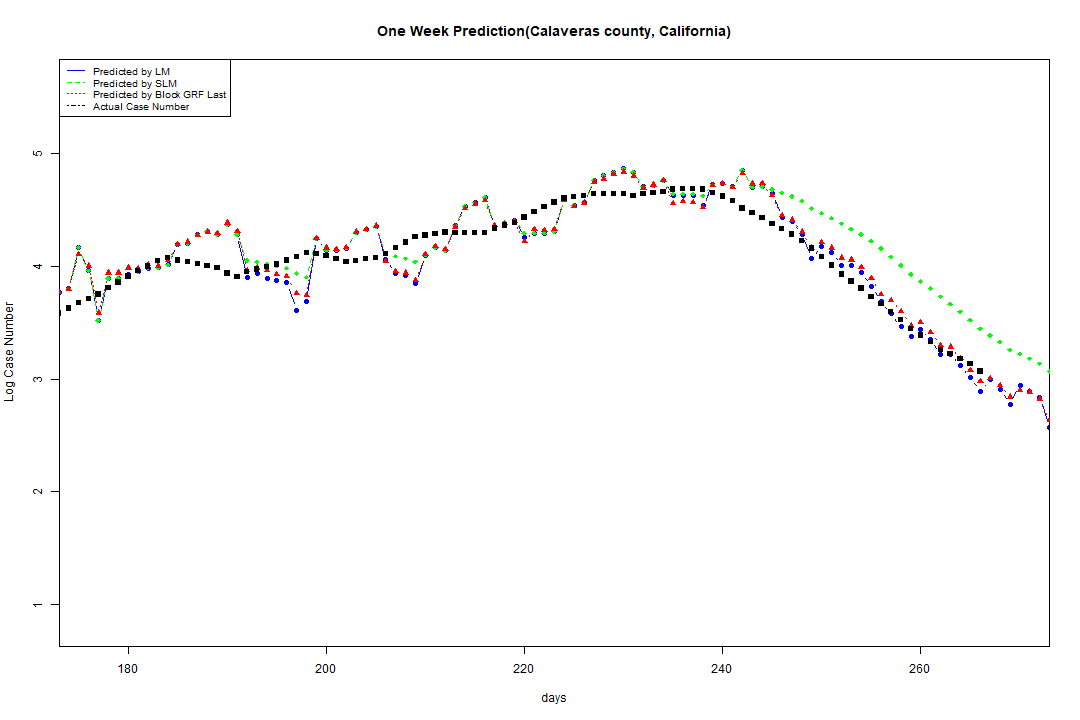 One Week Prediction(Calaveras county, California)
Predicted by LM
Predicted by SLM
Predicted by Block GRF Last
Actual Case Number
5
4
3
2
1
Log Case Number
180 200 220 240 260
days